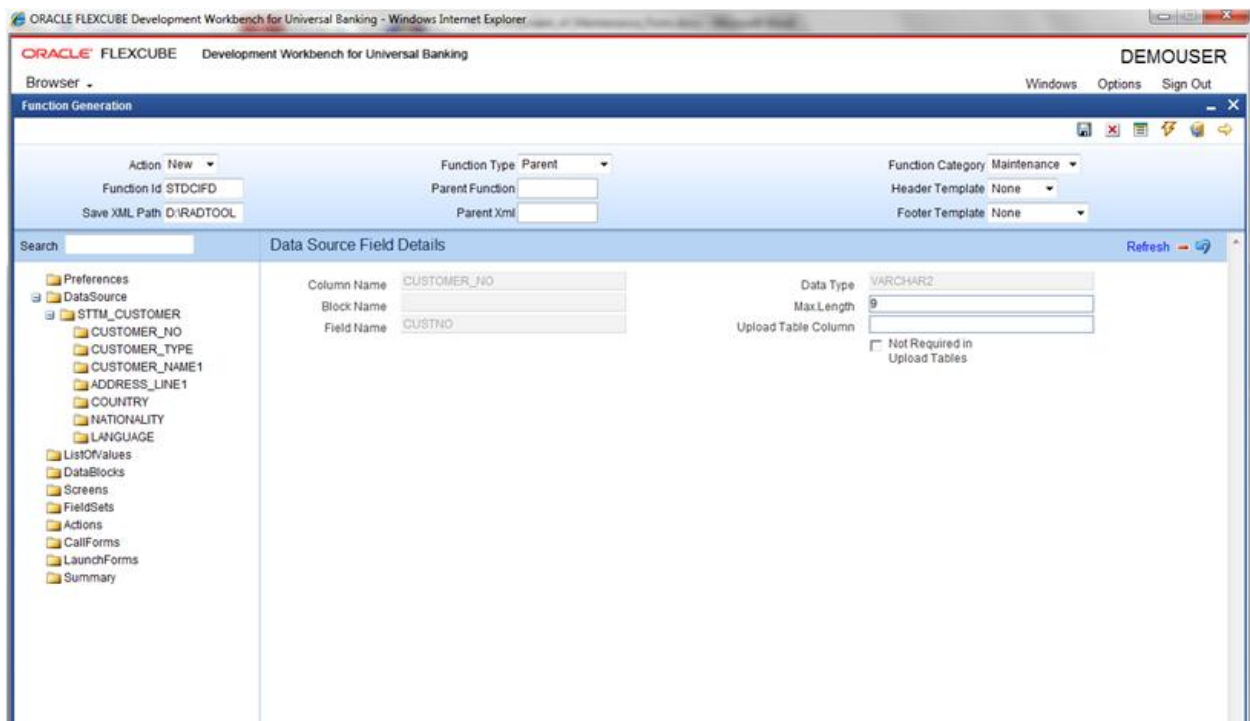 ORACLE FLEXCUBE Development Workbench for Universal Banking - Windows Internet Explorer
ORACLE FLEXCUBE Development Workbench for Universal Banking DEMOUSER
Browser Windows Options Sign Out
Function Generation
Action New Function Type Parent Function Category Maintenance
Function Id STDCIFD Parent Function Header Template None
Save XML Path D:\RADTOOL Parent Xml Footer Template None
Search Data Source Field Details Refresh
Preferences Column Name CUSTOMER_NO Data Type VARCHAR2
DataSource Block Name Max.Length 9
STTM_CUSTOMER Field Name CUSTNO Upload Table Column
CUSTOMER_NO Not Required in
CUSTOMER_TYPE Upload Tables
CUSTOMER_NAME1
ADDRESS_LINE1
COUNTRY
NATIONALITY
LANGUAGE
ListOfValues
DataBlocks
Screens
FieldSets
Actions
CallForms
LaunchForms
Summary